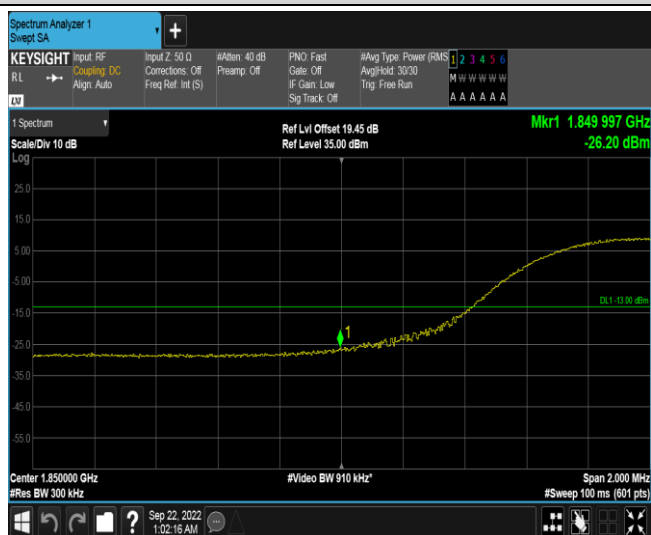 Spectrum Analyzer 1
Swept SA
+
KEYSIGHT
RL
LXI
Input: RF
Coupling: DC
Align: Auto
Input Z: 50 Ω
Corrections: Off
Freq Ref: Int (S)
#Atten: 40 dB
Preamp: Off
PNO: Fast
Gate: Off
IF Gain: Low
Sig Track: Off
#Avg Type: Power (RMS
Avg|Hold: 30/30
Trig: Free Run
1 2 3 4 5 6
M W W W W W
A A A A A A
1 Spectrum
Scale/Div 10 dB
Ref Lvl Offset 19.45 dB
Ref Level 35.00 dBm
Mkr1 1.849 997 GHz
-26.20 dBm
Log
25.0
15.0
5.00
-5.00
-15.0
-25.0
-35.0
-45.0
-55.0
DL1 -13.00 dBm
1
Center 1.850000 GHz
#Res BW 300 kHz
#Video BW 910 kHz*
Span 2.000 MHz
#Sweep 100 ms (601 pts)
?
Sep 22, 2022
1:02:16 AM